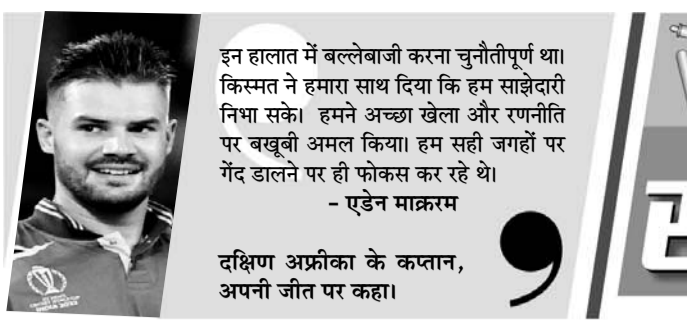 इन हालात में बल्लेबाजी करना चुनौतीपूर्ण था।
किस्मत ने हमारा साथ दिया कि हम साझेदारी
निभा सके। हमने अच्छा खेला और रणनीति
पर बखूबी अमल किया। हम सही जगहों पर
गेंद डालने पर ही फोकस कर रहे थे।
- एडेन माक्ररम
दक्षिण अफ्रीका के कप्तान,
अपनी जीत पर कहा।